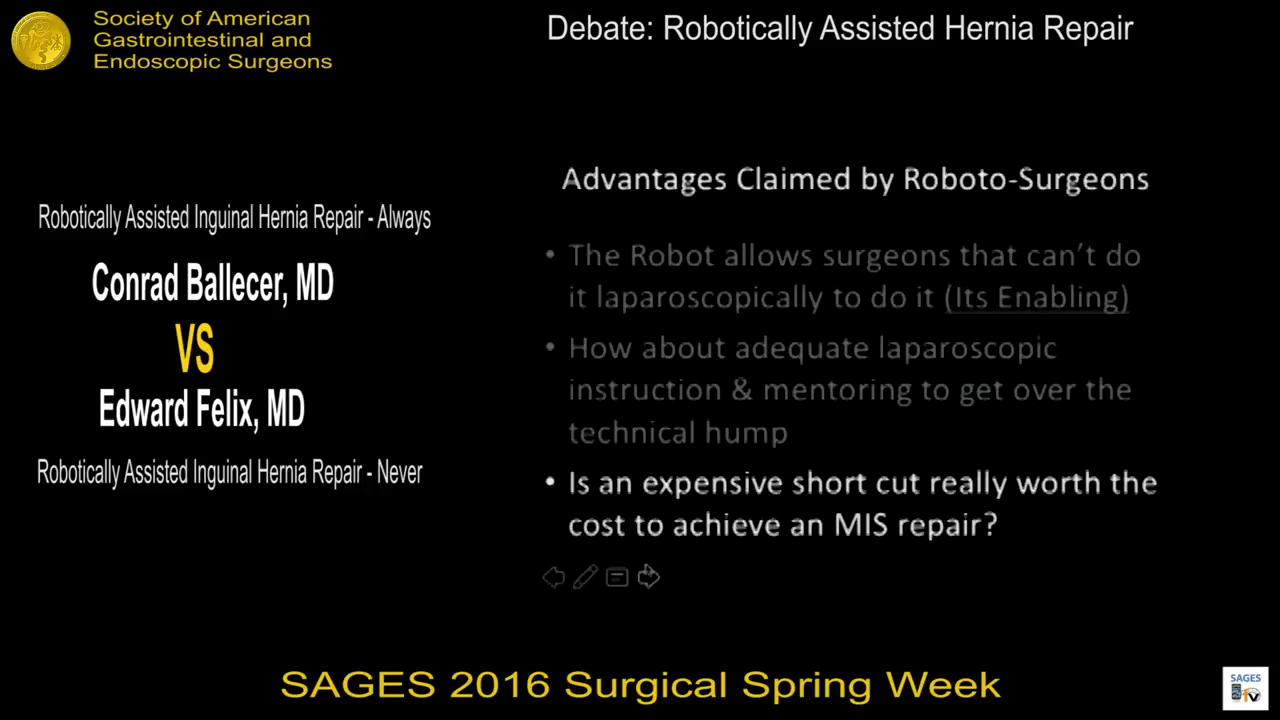 Society of American
Gastrointestinal and
Endoscopic Surgeons
Debate: Robotically Assisted Hernia Repair
Robotically Assisted Inguinal Hernia Repair - Always
Conrad Ballecer, MD
VS
Edward Felix, MD
Robotically Assisted Inguinal Hernia Repair - Never
Advantages Claimed by Roboto-Surgeons
• The Robot allows surgeons that can't do
it laparoscopically to do it (Its Enabling)
• How about adequate laparoscopic
instruction & mentoring to get over the
technical hump
• Is an expensive short cut really worth the
cost to achieve an MIS repair?
SAGES 2016 Surgical Spring Week
SAGES
TV